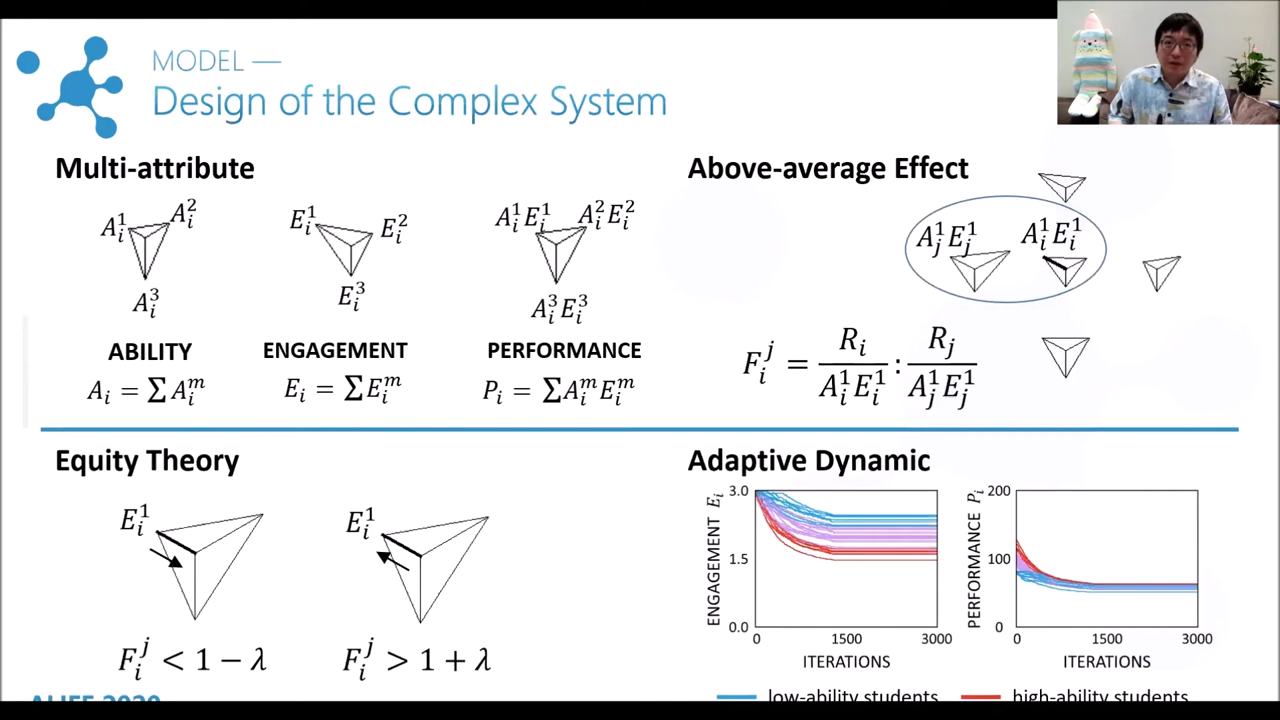 MODEL —
Design of the Complex System
Multi-attribute
A_i^1 A_i^2
A_i^3
E_i^1 E_i^2
E_i^3
A_i^1E_i^1 A_i^2E_i^2
A_i^3E_i^3
ABILITY ENGAGEMENT PERFORMANCE
A_i = ∑A_i^m E_i = ∑E_i^m P_i = ∑A_i^mE_i^m
Above-average Effect
A_j^1E_j^1 A_i^1E_i^1
F_i^j = R_i / A_i^1E_i^1 : R_j / A_j^1E_j^1
Equity Theory
E_i^1 E_i^1
F_i^j < 1 − λ F_i^j > 1 + λ
Adaptive Dynamic
ENGAGEMENT E_i
3.0
1.5
0.0
0 1500 3000
ITERATIONS
PERFORMANCE P_i
200
100
0
0 1500 3000
ITERATIONS
low-ability students high-ability students
ALIFE 2020